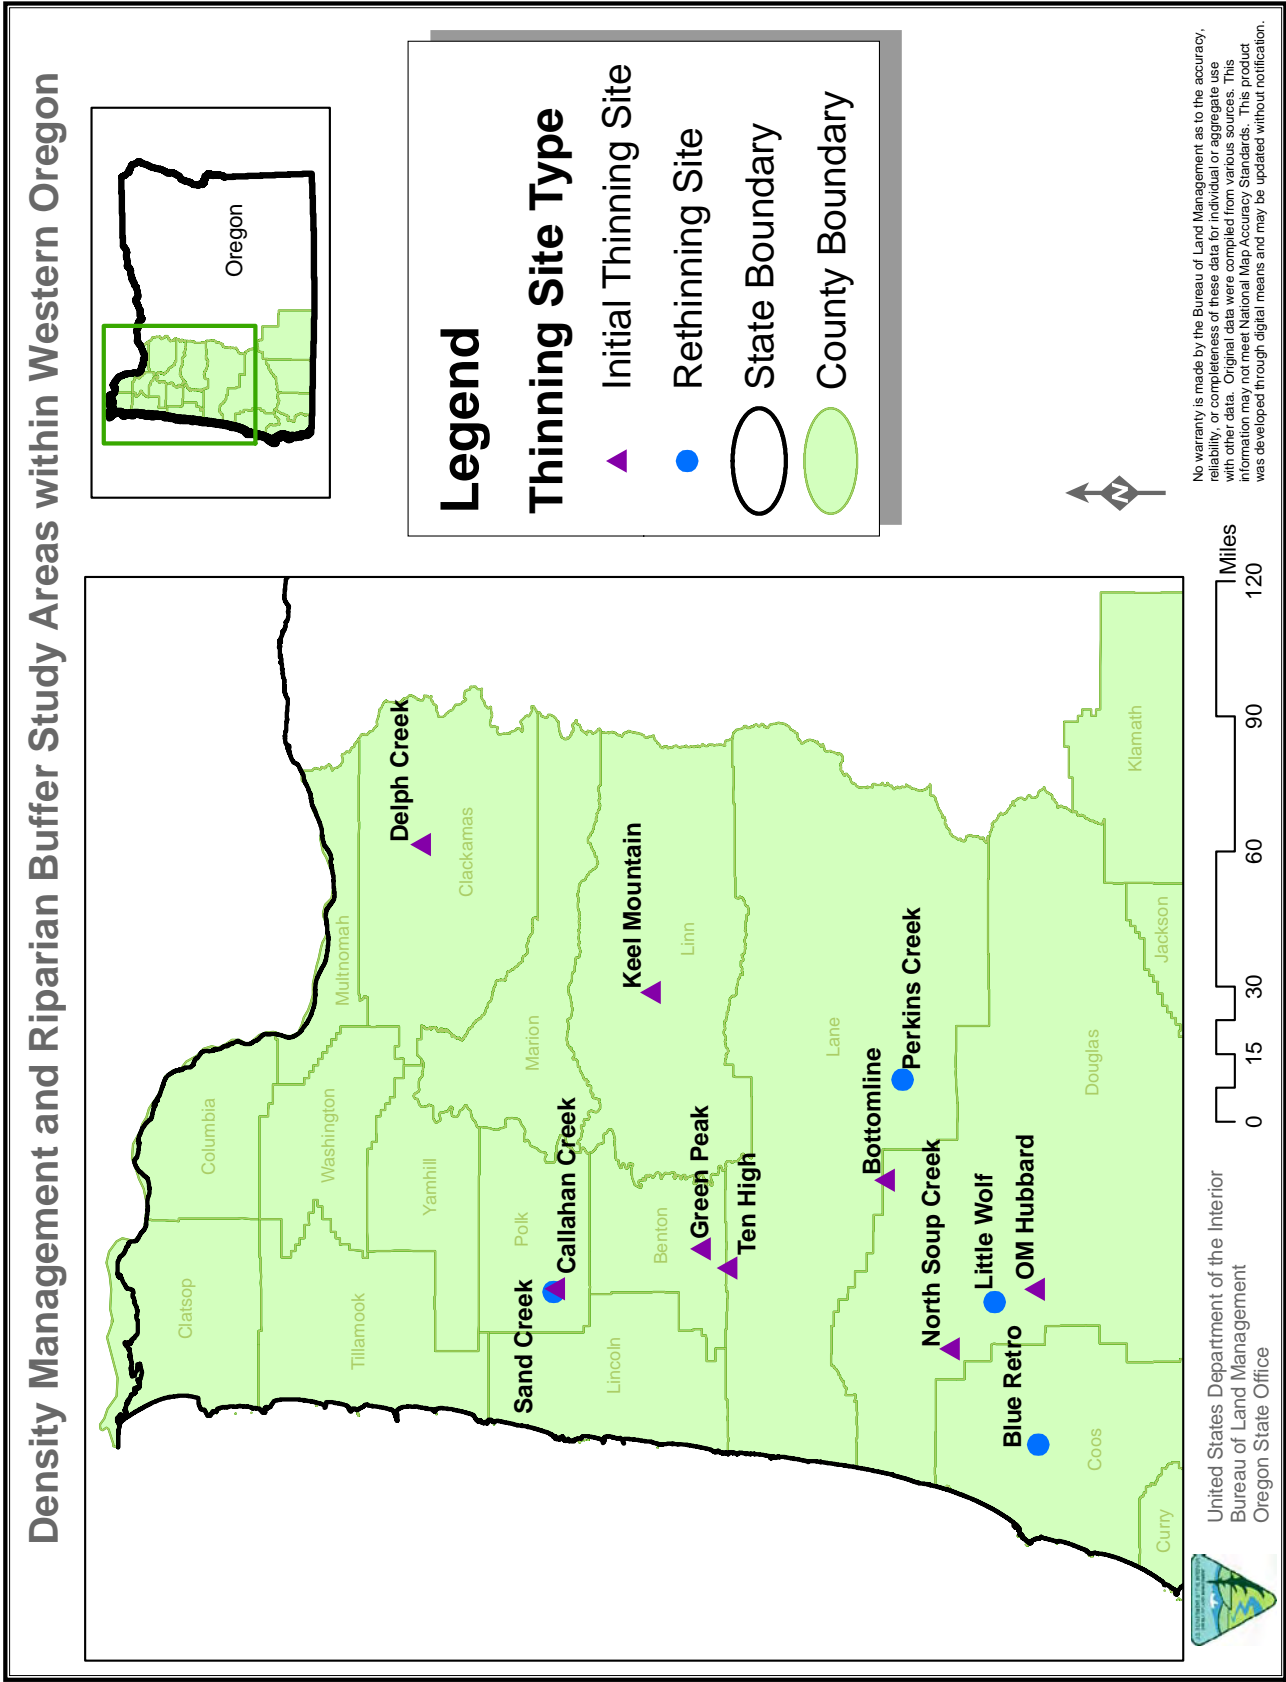 Density Management and Riparian Buffer Study Areas within Western Oregon
Oregon
Legend
Thinning Site Type
Initial Thinning Site
Rethinning Site
State Boundary
County Boundary
Clatsop
Columbia
Tillamook
Washington
Multnomah
Yamhill
Clackamas
Delph Creek
Polk
Marion
Sand Creek
Callahan Creek
Lincoln
Benton
Linn
Keel Mountain
Green Peak
Ten High
Lane
Bottomline
Perkins Creek
North Soup Creek
Little Wolf
OM Hubbard
Blue Retro
Coos
Douglas
Curry
Jackson
Klamath
N
United States Department of the Interior
Bureau of Land Management
Oregon State Office
0 15 30 60 90 120
Miles
No warranty is made by the Bureau of Land Management as to the accuracy,
reliability, or completeness of these data for individual or aggregate use
with other data. Original data were compiled from various sources. This
information may not meet National Map Accuracy Standards. This product
was developed through digital means and may be updated without notification.